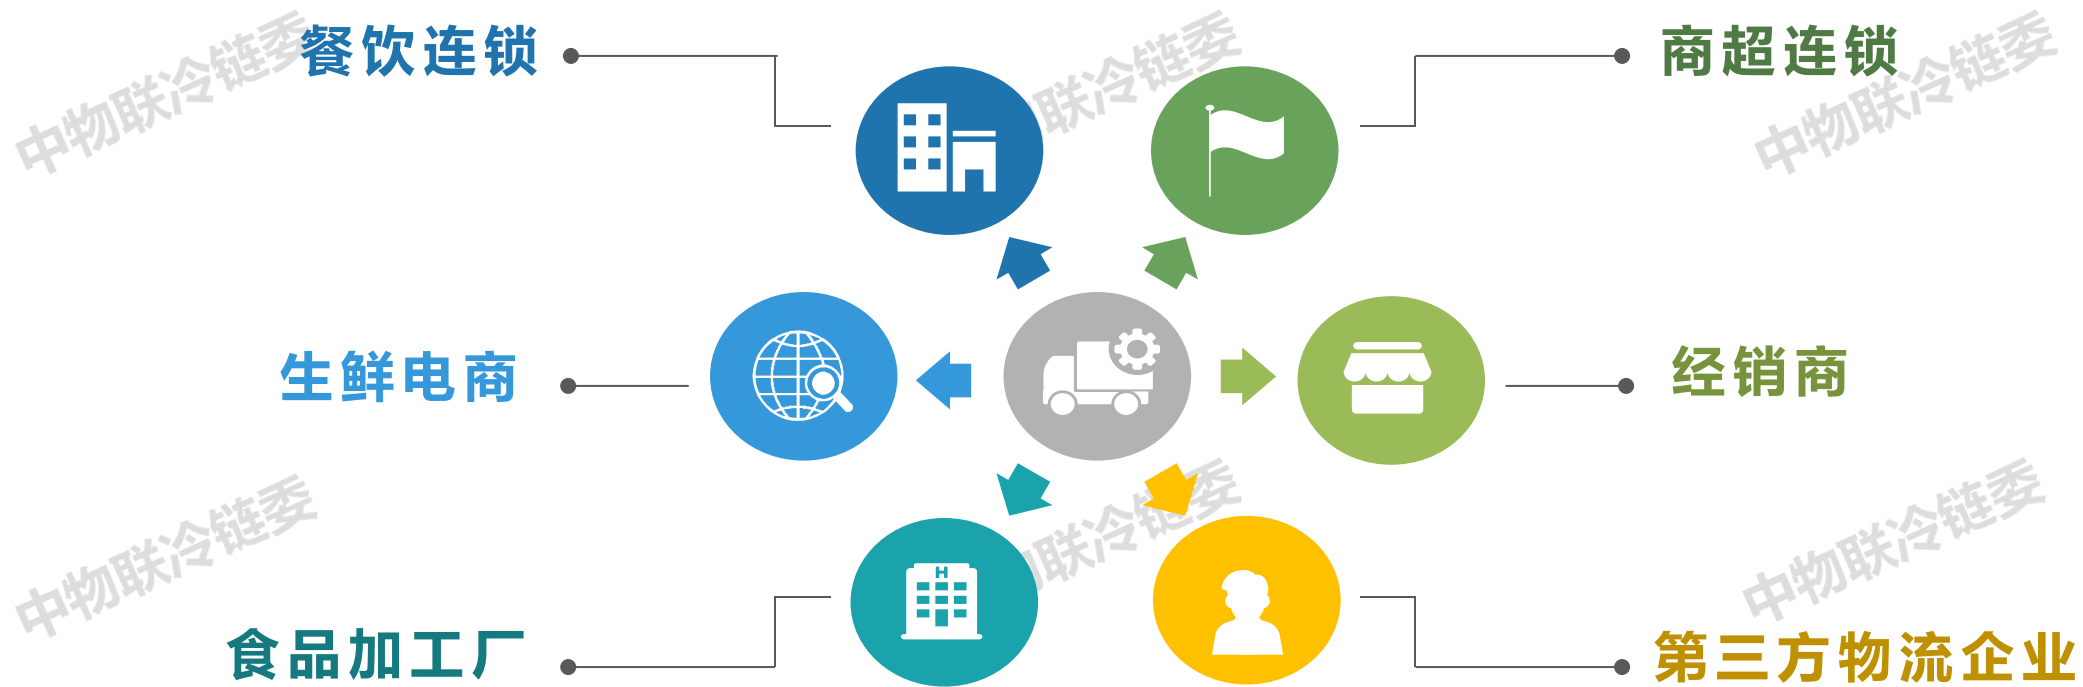 餐饮连锁
商超连锁
中物联冷链委
联冷链委
中物联冷链委
生鲜电商
经销商
H
中物联冷链委
联冷链委
中物联冷链委
食品加工厂
第三方物流企业